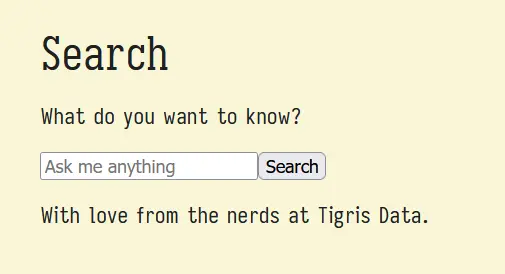 Search
What do you want to know?
Ask me anything Search
With love from the nerds at Tigris Data.